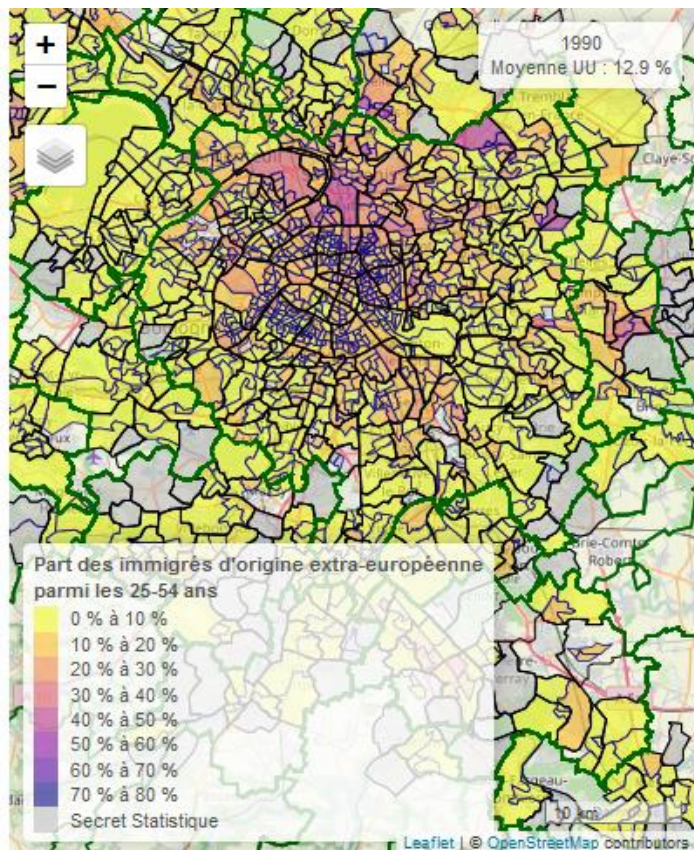 +
1990
Moyenne UU : 12.9 %
−
Claye-So
Brie-Comte-
Robert
Part des immigrés d'origine extra-européenne
parmi les 25-54 ans
0 % à 10 %
10 % à 20 %
20 % à 30 %
30 % à 40 %
40 % à 50 %
50 % à 60 %
60 % à 70 %
70 % à 80 %
Secret Statistique
10 km
Leaflet | © OpenStreetMap contributors